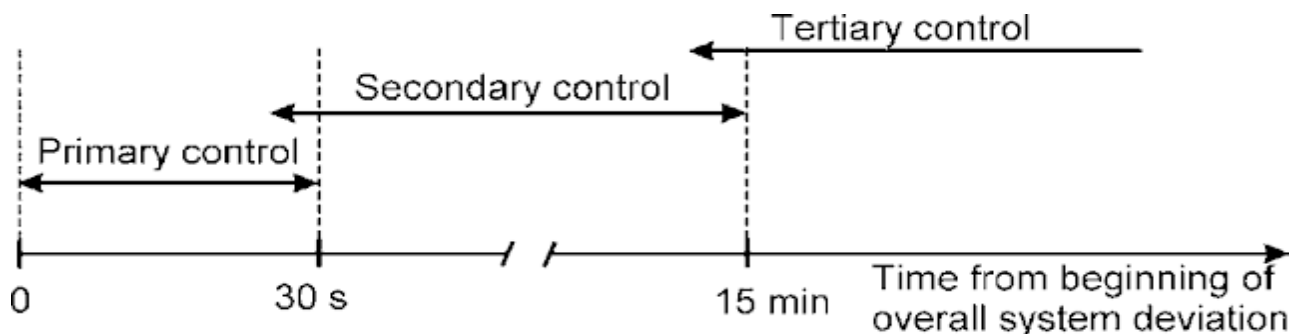 Tertiary control
Secondary control
Primary control
0
30 s
15 min
Time from beginning of
overall system deviation